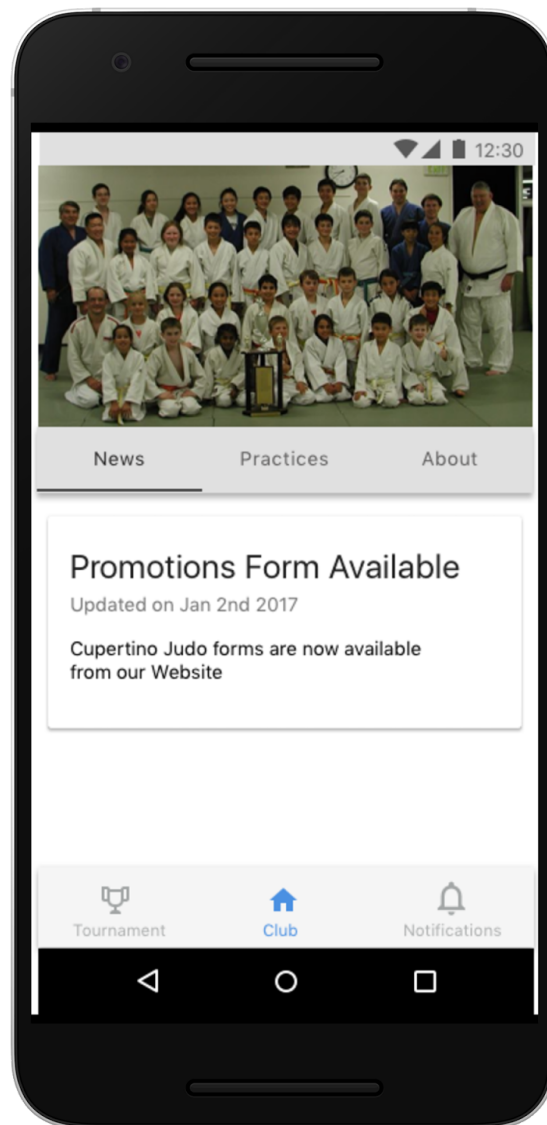 12:30
News
Practices
About
Promotions Form Available
Updated on Jan 2nd 2017
Cupertino Judo forms are now available
from our Website
Tournament
Club
Notifications